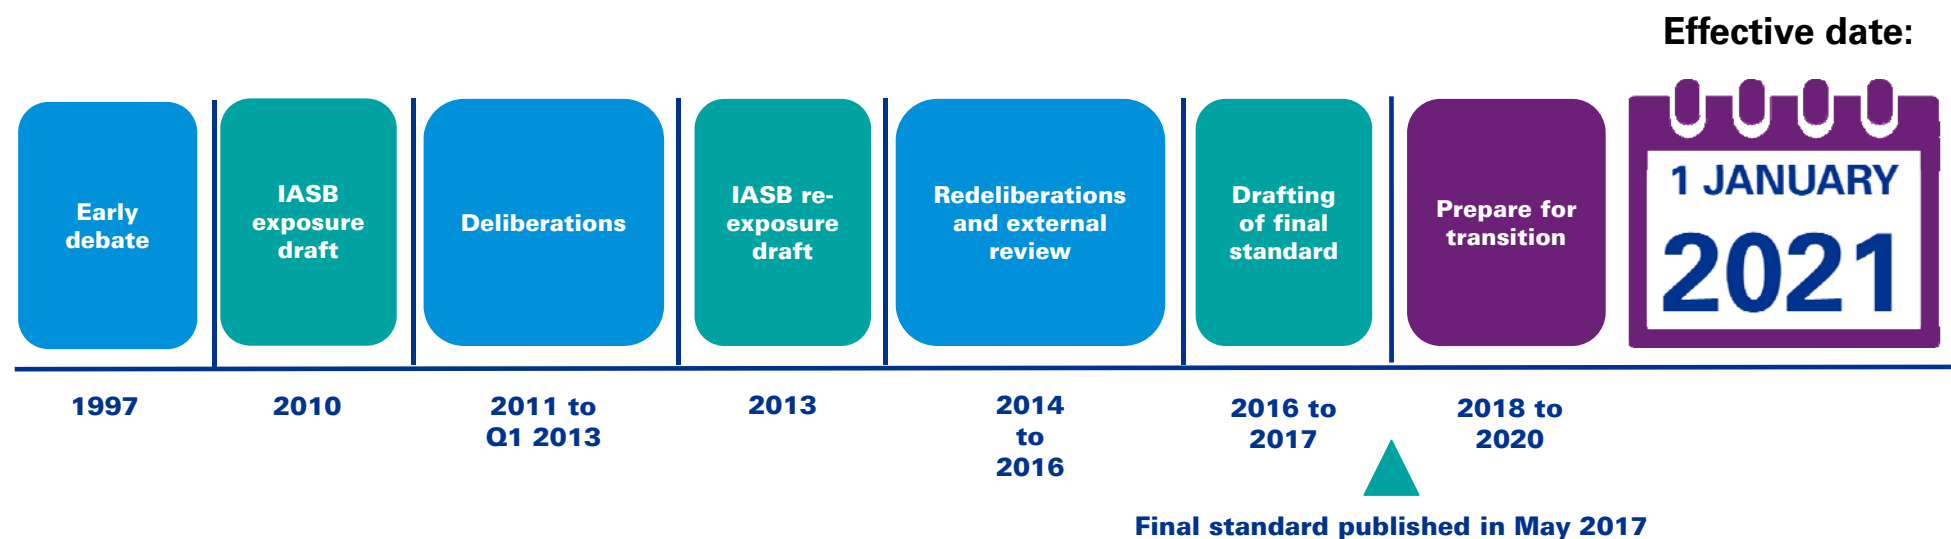 Effective date:
Early
debate
IASB
exposure
draft
Deliberations
IASB re-
exposure
draft
Redeliberations
and external
review
Drafting
of final
standard
Prepare for
transition
1 JANUARY
2021
1997
2010
2011 to
Q1 2013
2013
2014
to
2016
2016 to
2017
2018 to
2020
Final standard published in May 2017